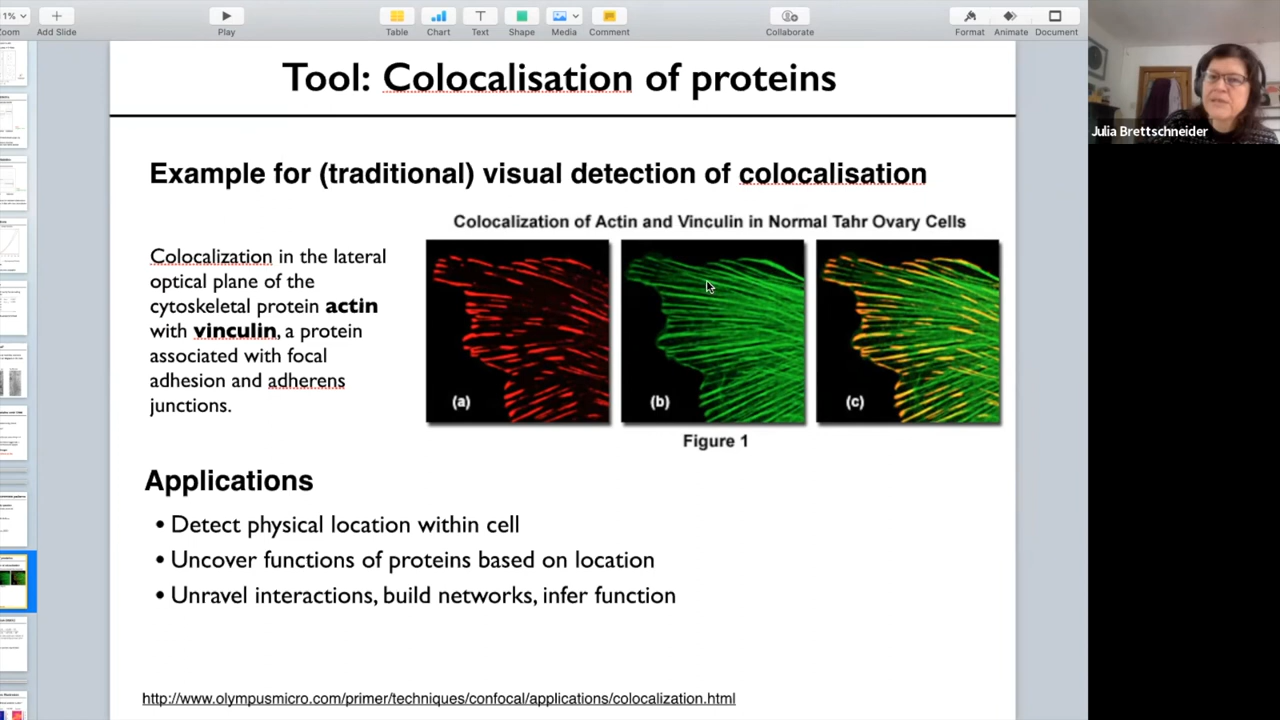 1%
Zoom
Add Slide
Play
Table
Chart
Text
Shape
Media
Comment
Collaborate
Format
Animate
Document
Julia Brettschneider
Tool: Colocalisation of proteins
Example for (traditional) visual detection of colocalisation
Colocalization in the lateral
optical plane of the
cytoskeletal protein actin
with vinculin, a protein
associated with focal
adhesion and adherens
junctions.
Colocalization of Actin and Vinculin in Normal Tahr Ovary Cells
(a)
(b)
(c)
Figure 1
Applications
• Detect physical location within cell
• Uncover functions of proteins based on location
• Unravel interactions, build networks, infer function
http://www.olympusmicro.com/primer/techniques/confocal/applications/colocalization.html